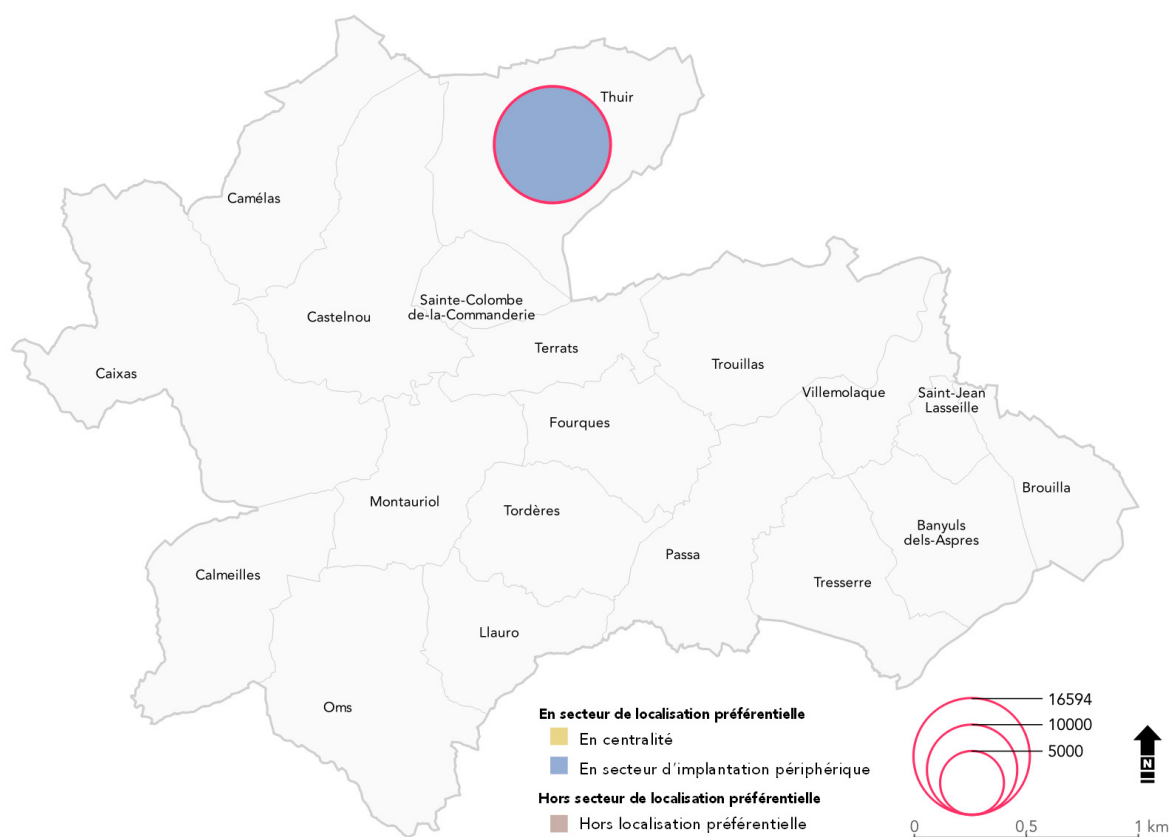 Thuir
Camélas
Sainte-Colombe
de-la-Commanderie
Castelnou
Terrats
Trouillas
Caixas
Villemolaque
Saint-Jean
Lasseille
Fourques
Brouilla
Montauriol
Tordères
Banyuls
dels-Aspres
Passa
Calmeilles
Tresserre
Llauro
Oms
En secteur de localisation préférentielle
En centralité
En secteur d'implantation périphérique
Hors secteur de localisation préférentielle
Hors localisation préférentielle
16594
10000
5000
N
0 0,5 1 km